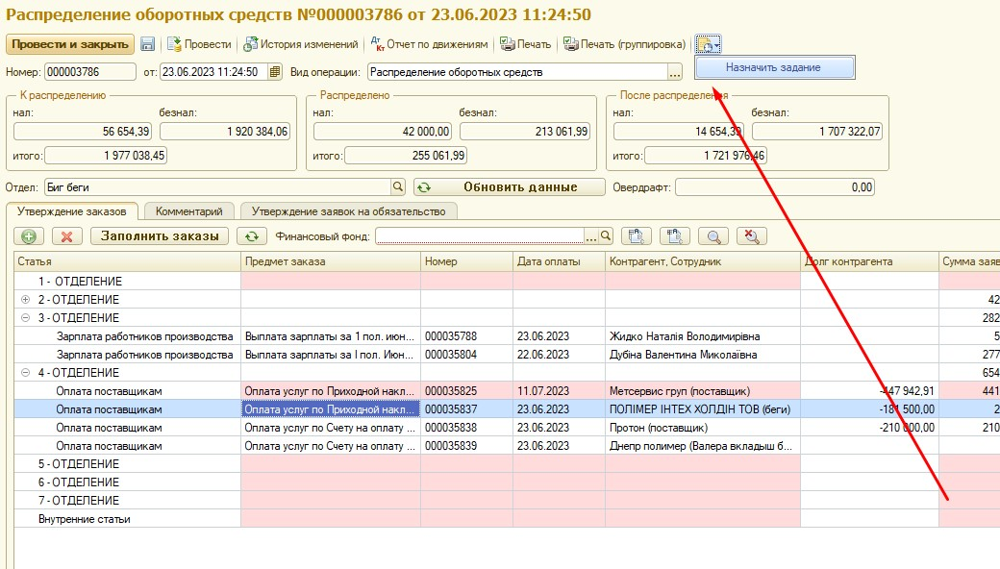 Распределение оборотных средств №000003786 от 23.06.2023 11:24:50
Провести и закрыть Провести История изменений Дт Кт Отчет по движениям Печать Печать (группировка)
Номер: 000003786 от: 23.06.2023 11:24:50 Вид операции: Распределение оборотных средств ... Назначить задание
К распределению Распределено После распределения
нал: безнал: нал: безнал: нал: безнал:
56 654,39 1 920 384,06 42 000,00 213 061,99 14 654,39 1 707 322,07
итого: 1 977 038,45 итого: 255 061,99 итого: 1 721 976,46
Отдел: Биг беги Обновить данные Овердрафт: 0,00
Утверждение заказов Комментарий Утверждение заявок на обязательство
Заполнить заказы Финансовый фонд: ...
Статья Предмет заказа Номер Дата оплаты Контрагент, Сотрудник Долг контрагента Сумма заяв
1 - ОТДЕЛЕНИЕ
2 - ОТДЕЛЕНИЕ 42
3 - ОТДЕЛЕНИЕ 282
Зарплата работников производства Выплата зарплаты за 1 пол. июн... 000035788 23.06.2023 Жидко Наталія Володимирівна 5
Зарплата работников производства Выплата зарплаты за I пол. Июн... 000035804 22.06.2023 Дубіна Валентина Миколаївна 277
4 - ОТДЕЛЕНИЕ 654
Оплата поставщикам Оплата услуг по Приходной накл... 000035825 11.07.2023 Метсервис груп (поставщик) -447 942,91 441
Оплата поставщикам Оплата услуг по Приходной накл... 000035837 23.06.2023 ПОЛІМЕР ІНТЕХ ХОЛДІН ТОВ (беги) -181 500,00 2
Оплата поставщикам Оплата услуг по Счету на оплату ... 000035838 23.06.2023 Протон (поставщик) -210 000,00 210
Оплата поставщикам Оплата услуг по Счету на оплату ... 000035839 23.06.2023 Днепр полимер (Валера вкладыш б...
5 - ОТДЕЛЕНИЕ
6 - ОТДЕЛЕНИЕ
7 - ОТДЕЛЕНИЕ
Внутренние статьи